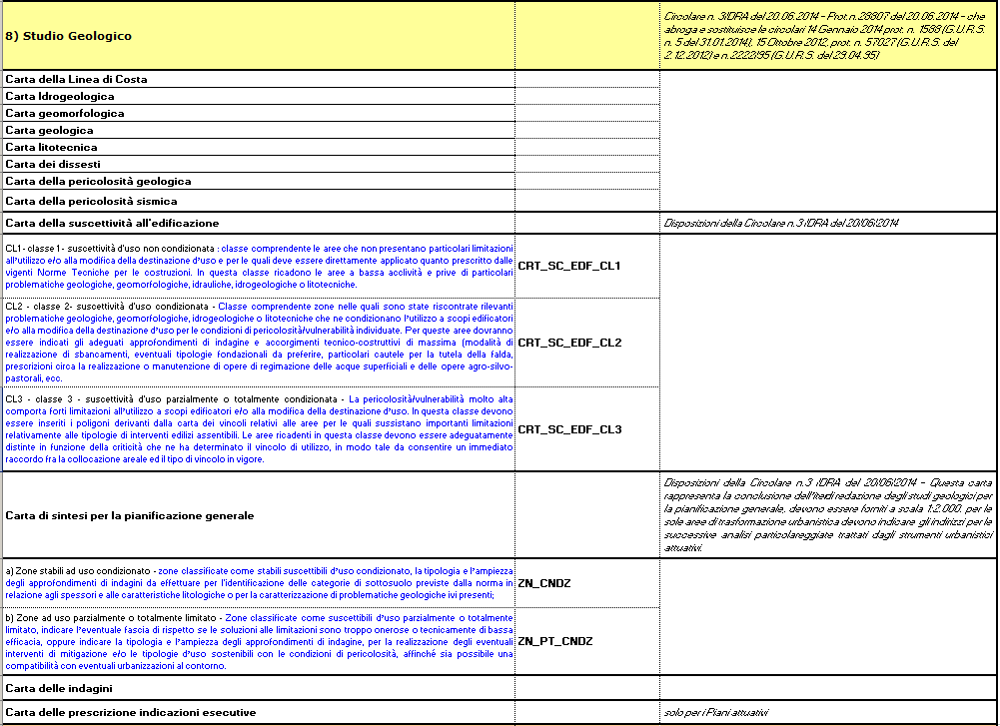 8) Studio Geologico
Circolare n. 3/DRA del 20.06.2014 – Prot.n. 28807 del 20.06.2014 – che
abroga e sostituisce le circolari 14 Gennaio 2014 prot. n. 1588 (G.U.R.S.
n. 5 del 31.01.2014), 15 Ottobre 2012, prot. n. 57027 (G.U.R.S. del
2.12.2012) e n. 2222/95 (G.U.R.S. del 29.04.95)
Carta della Linea di Costa
Carta Idrogeologica
Carta geomorfologica
Carta geologica
Carta litotecnica
Carta dei dissesti
Carta della pericolosità geologica
Carta della pericolosità sismica
Carta della suscettività all'edificazione
Disposizioni della Circolare n. 3 /DRA del 20/06/2014
CL1 - classe 1- suscettività d'uso non condizionata : classe comprendente le aree che non presentano particolari limitazioni
all'utilizzo e/o alla modifica della destinazione d'uso e per le quali deve essere direttamente applicato quanto prescritto dalle
vigenti Norme Tecniche per le costruzioni. In questa classe ricadono le aree a bassa acclività e prive di particolari
problematiche geologiche, geomorfologiche, idrauliche, idrogeologiche o litotecniche.
CRT_SC_EDF_CL1
CL2 - classe 2- suscettività d'uso condizionata - Classe comprende zone nelle quali sono state riscontrate rilevanti
problematiche geologiche, geomorfologiche, idrogeologiche o litotecniche che ne condizionano l'utilizzo a scopi edificatori
e/o alla modifica della destinazione d'uso per le condizioni di pericolosità/vulnerabilità individuate. Per queste aree dovranno
essere indicati gli adeguati approfondimenti di indagine e accorgimenti tecnico-costruttivi di massima (modalità di
realizzazione di sbancamenti, eventuali tipologie fondazionali da preferire, particolari cautele per la tutela della falda,
prescrizioni circa la realizzazione o manutenzione di opere di regimazione delle acque superficiali e delle opere agro-silvo-
pastorali, ecc.
CRT_SC_EDF_CL2
CL3 - classe 3 - suscettività d'uso parzialmente o totalmente condizionata - La pericolosità/vulnerabilità molto alta
comporta forti limitazioni all'utilizzo a scopi edificatori e/o alla modifica della destinazione d'uso. In questa classe devono
essere inseriti i poligoni derivanti dalla carta dei vincoli relativi alle aree per le quali sussistano importanti limitazioni
relativamente alle tipologie di interventi edilizi assentibili. Le aree ricadenti in questa classe devono essere adeguatamente
distinte in funzione della criticità che ne ha determinato il vincolo di utilizzo, in modo tale da consentire un immediato
raccordo fra la collocazione areale ed il tipo di vincolo in vigore.
CRT_SC_EDF_CL3
Carta di sintesi per la pianificazione generale
Disposizioni della Circolare n.3 /DRA del 20/06/2014 – Questa carta
rappresenta la conclusione dell'iterdi redazione degli studi geologici per
la pianificazione generale, devono essere forniti a scala 1:2.000. per le
sole aree di trasformazione urbanistica devono indicare gli indirizzi per le
successive analisi particolareggiate trattati dagli strumenti urbanistici
attuativi.
a) Zone stabili ad uso condizionato - zone classificate come stabili suscettibili d'uso condizionato, la tipologia e l'ampiezza
degli approfondimenti di indagini da effettuare per l'identificazione delle categorie di sottosuolo previste dalla norma in
relazione agli spessori e alle caratteristiche litologiche o per la caratterizzazione di problematiche geologiche ivi presenti;
ZN_CNDZ
b) Zone ad uso parzialmente o totalmente limitato - Zone classificate come suscettibili d'uso parzialmente o totalmente
limitato, indicare l'eventuale fascia di rispetto se le soluzioni alle limitazioni sono troppo onerose o tecnicamente di bassa
efficacia, oppure indicare la tipologia e l'ampiezza degli approfondimenti di indagine, per la realizzazione degli eventuali
interventi di mitigazione e/o le tipologie d'uso sostenibili con le condizioni di pericolosità, affinché sia possibile una
compatibilità con eventuali urbanizzazioni al contorno.
ZN_PT_CNDZ
Carta delle indagini
Carta delle prescrizione indicazioni esecutive
solo per i Piani attuativi